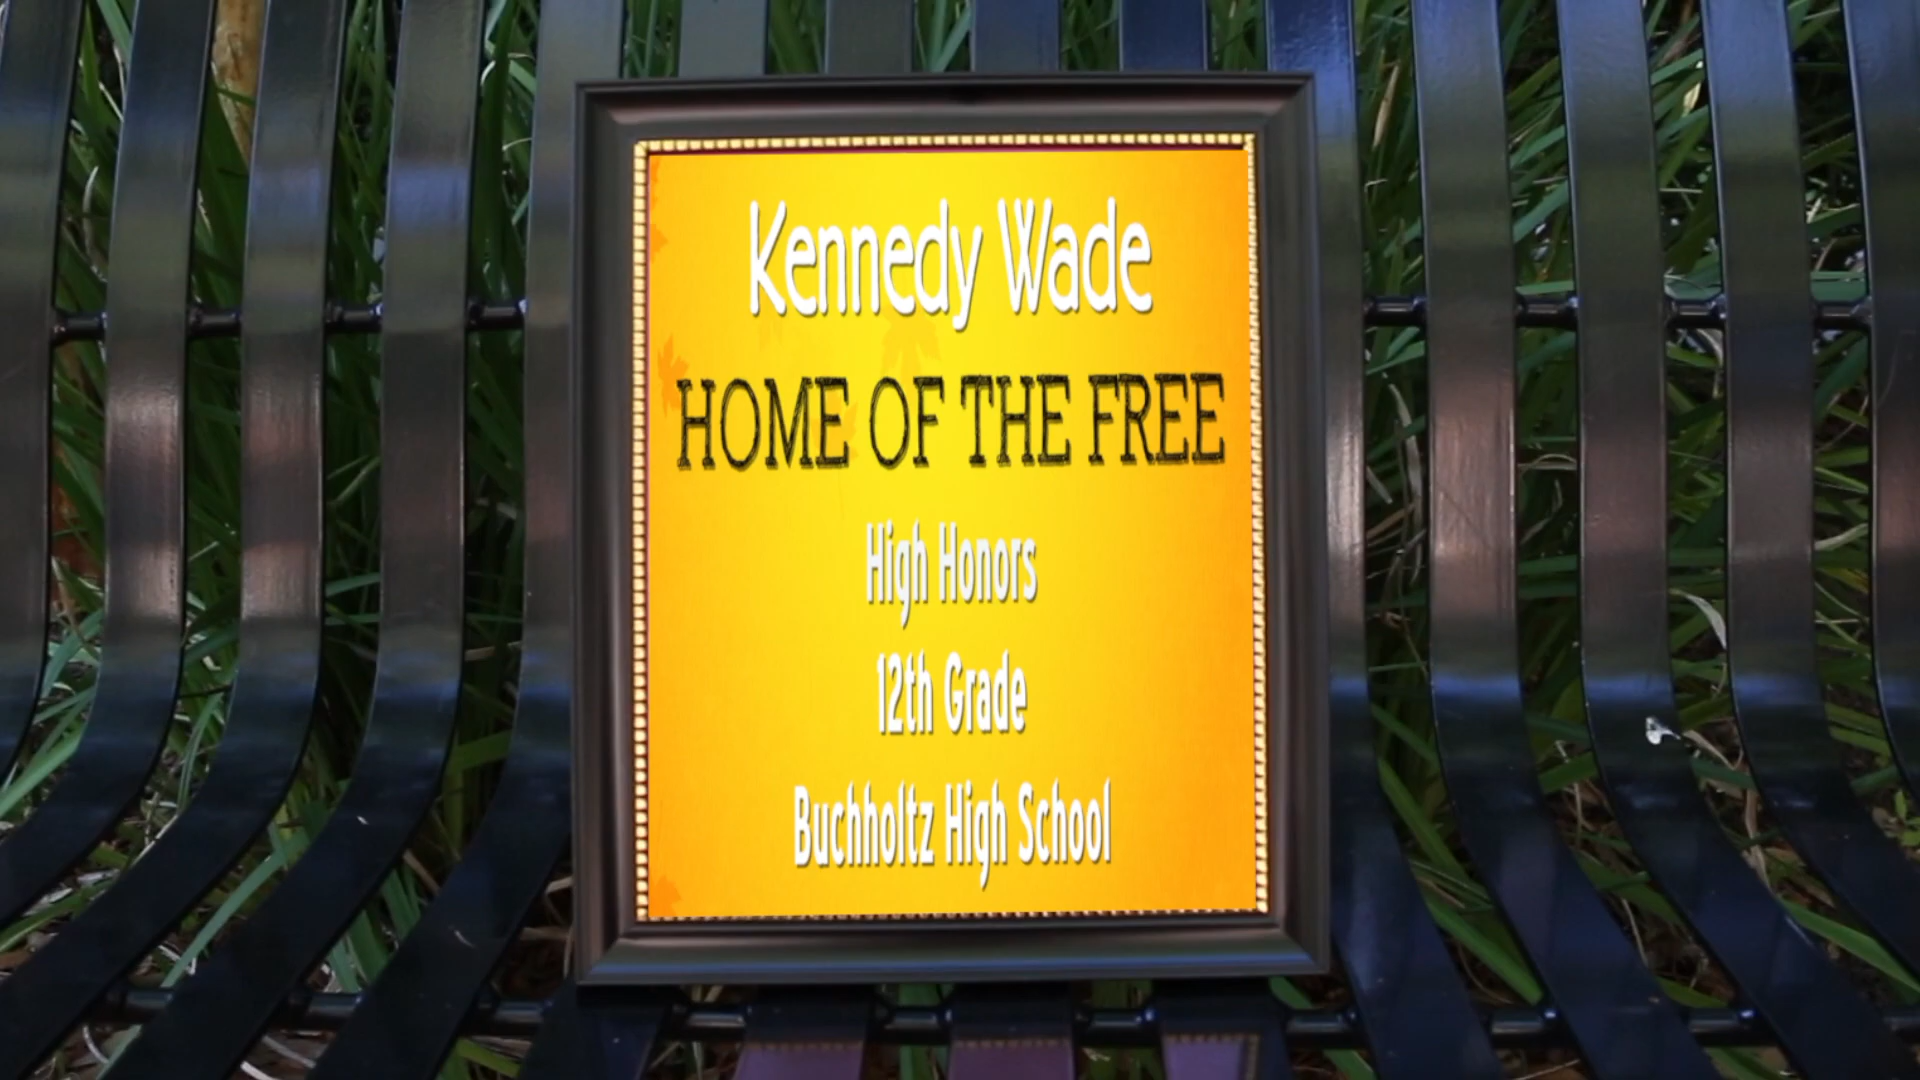 Kennedy Wade
HOME OF THE FREE
High Honors
12th Grade
Buchholtz High School